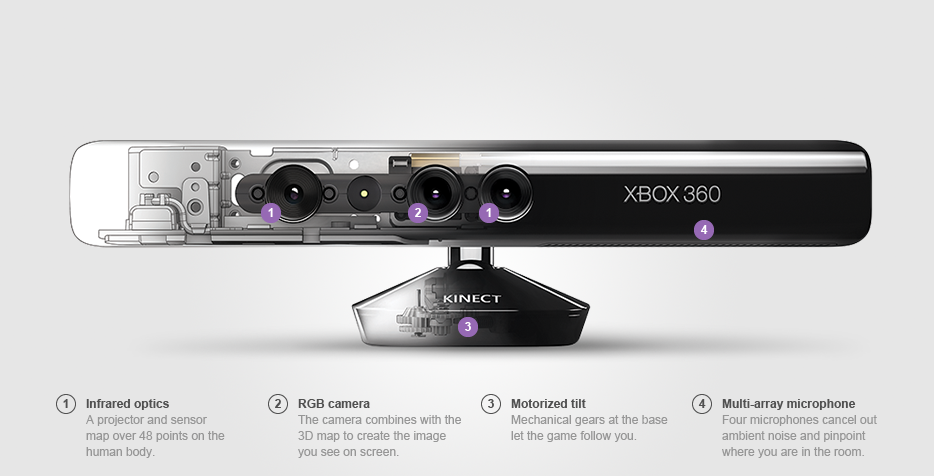 1
2
1
XBOX 360
4
KINECT
3
1 Infrared optics
A projector and sensor
map over 48 points on the
human body.
2 RGB camera
The camera combines with the
3D map to create the image
you see on screen.
3 Motorized tilt
Mechanical gears at the base
let the game follow you.
4 Multi-array microphone
Four microphones cancel out
ambient noise and pinpoint
where you are in the room.